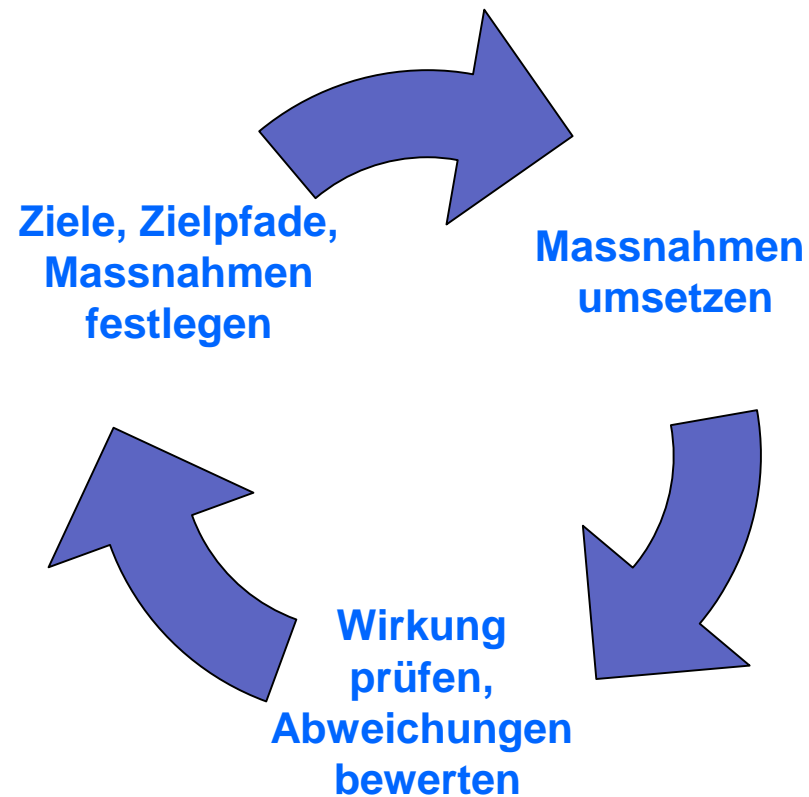 Ziele, Zielpfade,
Massnahmen
festlegen
Massnahmen
umsetzen
Wirkung
prüfen,
Abweichungen
bewerten